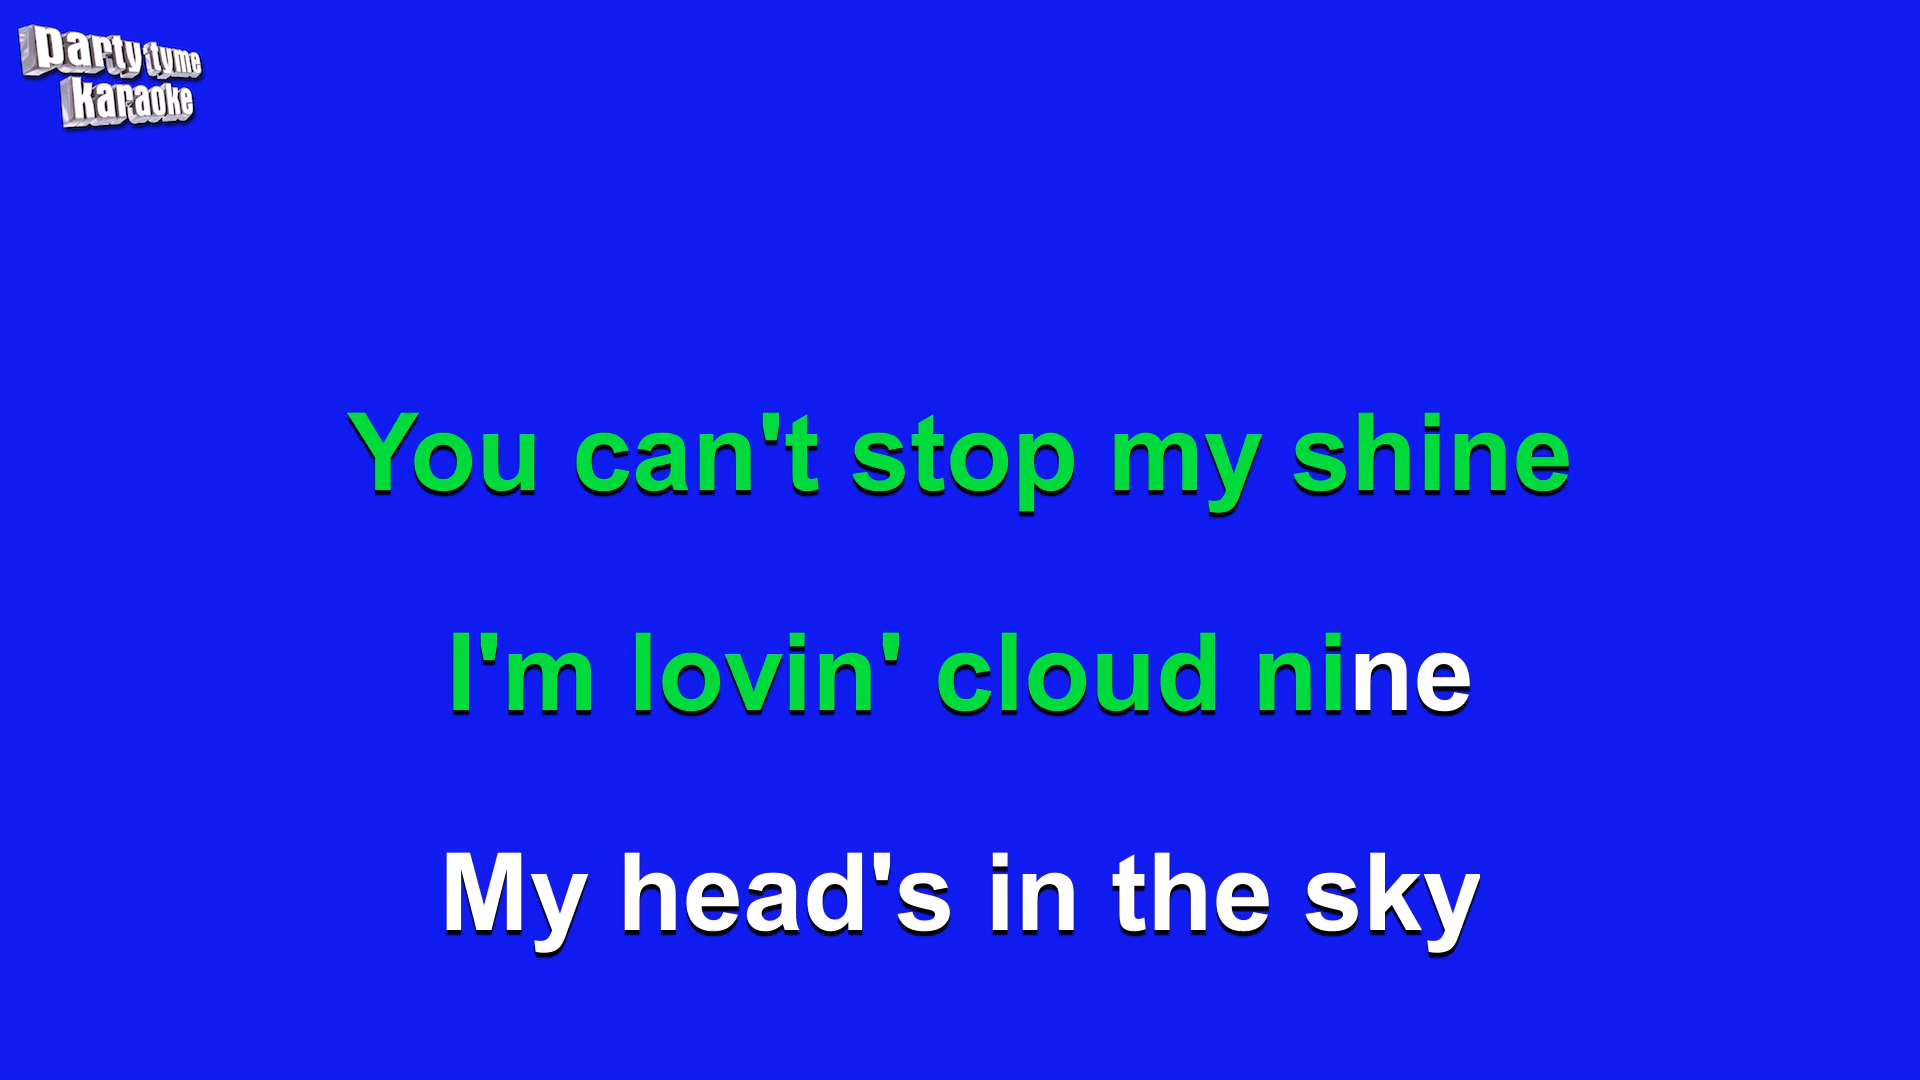 party tyme
karaoke
You can't stop my shine
I'm lovin' cloud nine
My head's in the sky